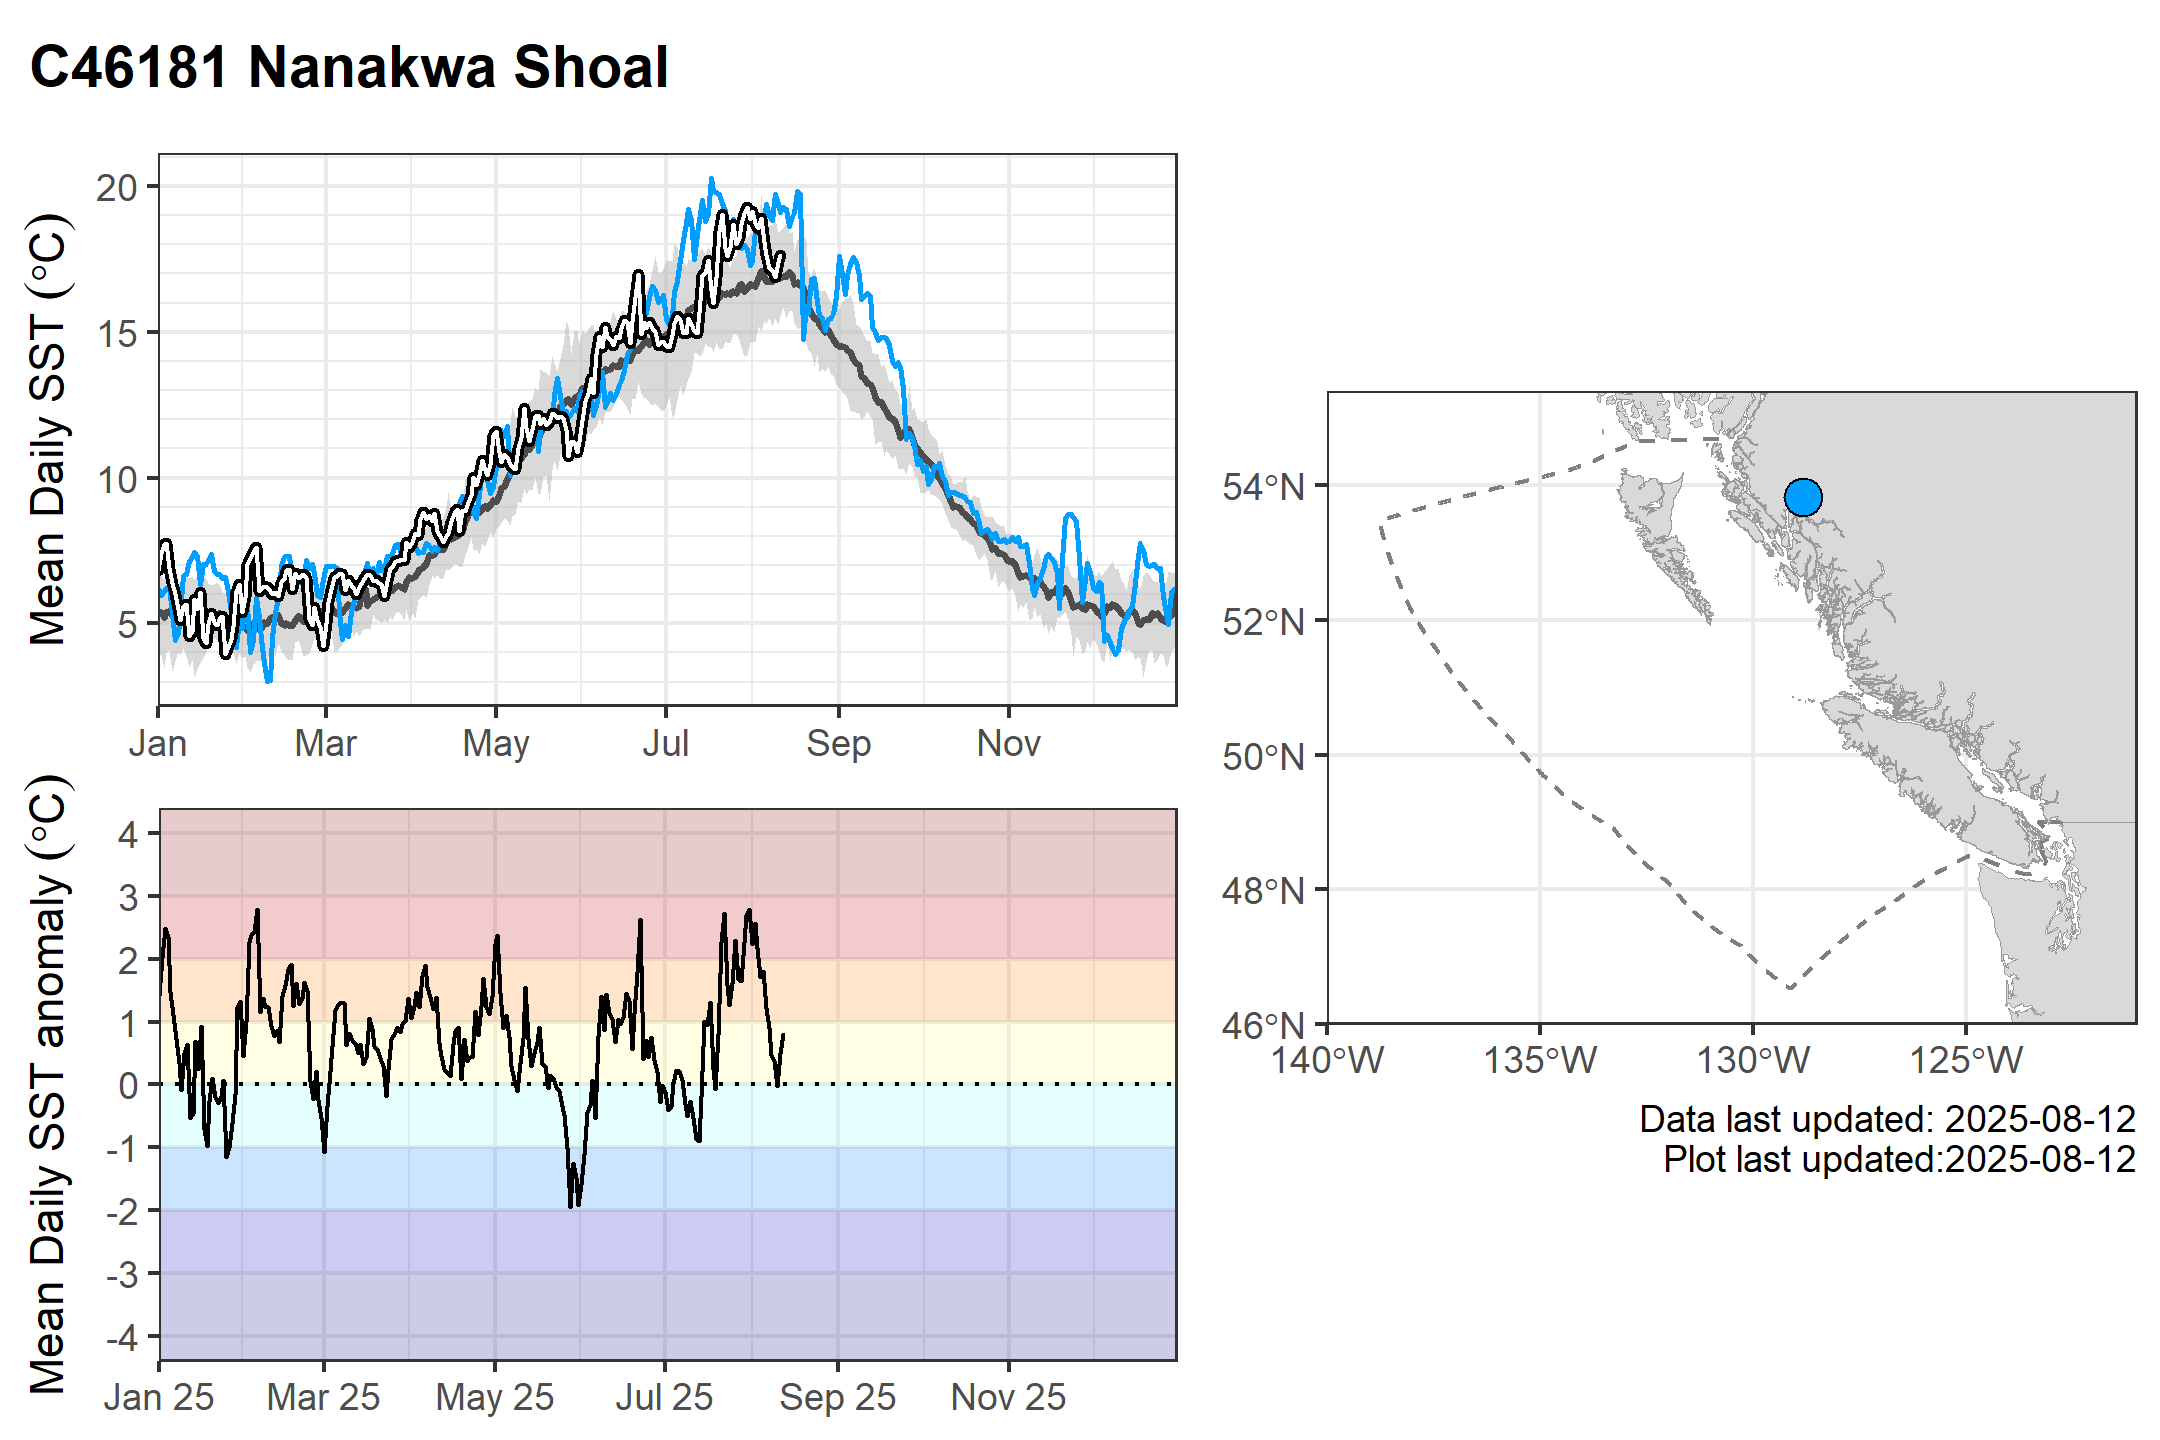 C46181 Nanakwa Shoal
Mean Daily SST (°C)
20
15
10
5
Jan Mar May Jul Sep Nov
Mean Daily SST anomaly (°C)
4
3
2
1
0
-1
-2
-3
-4
Jan 25 Mar 25 May 25 Jul 25 Sep 25 Nov 25
54°N
52°N
50°N
48°N
46°N
140°W 135°W 130°W 125°W
Data last updated: 2025-08-12
Plot last updated:2025-08-12